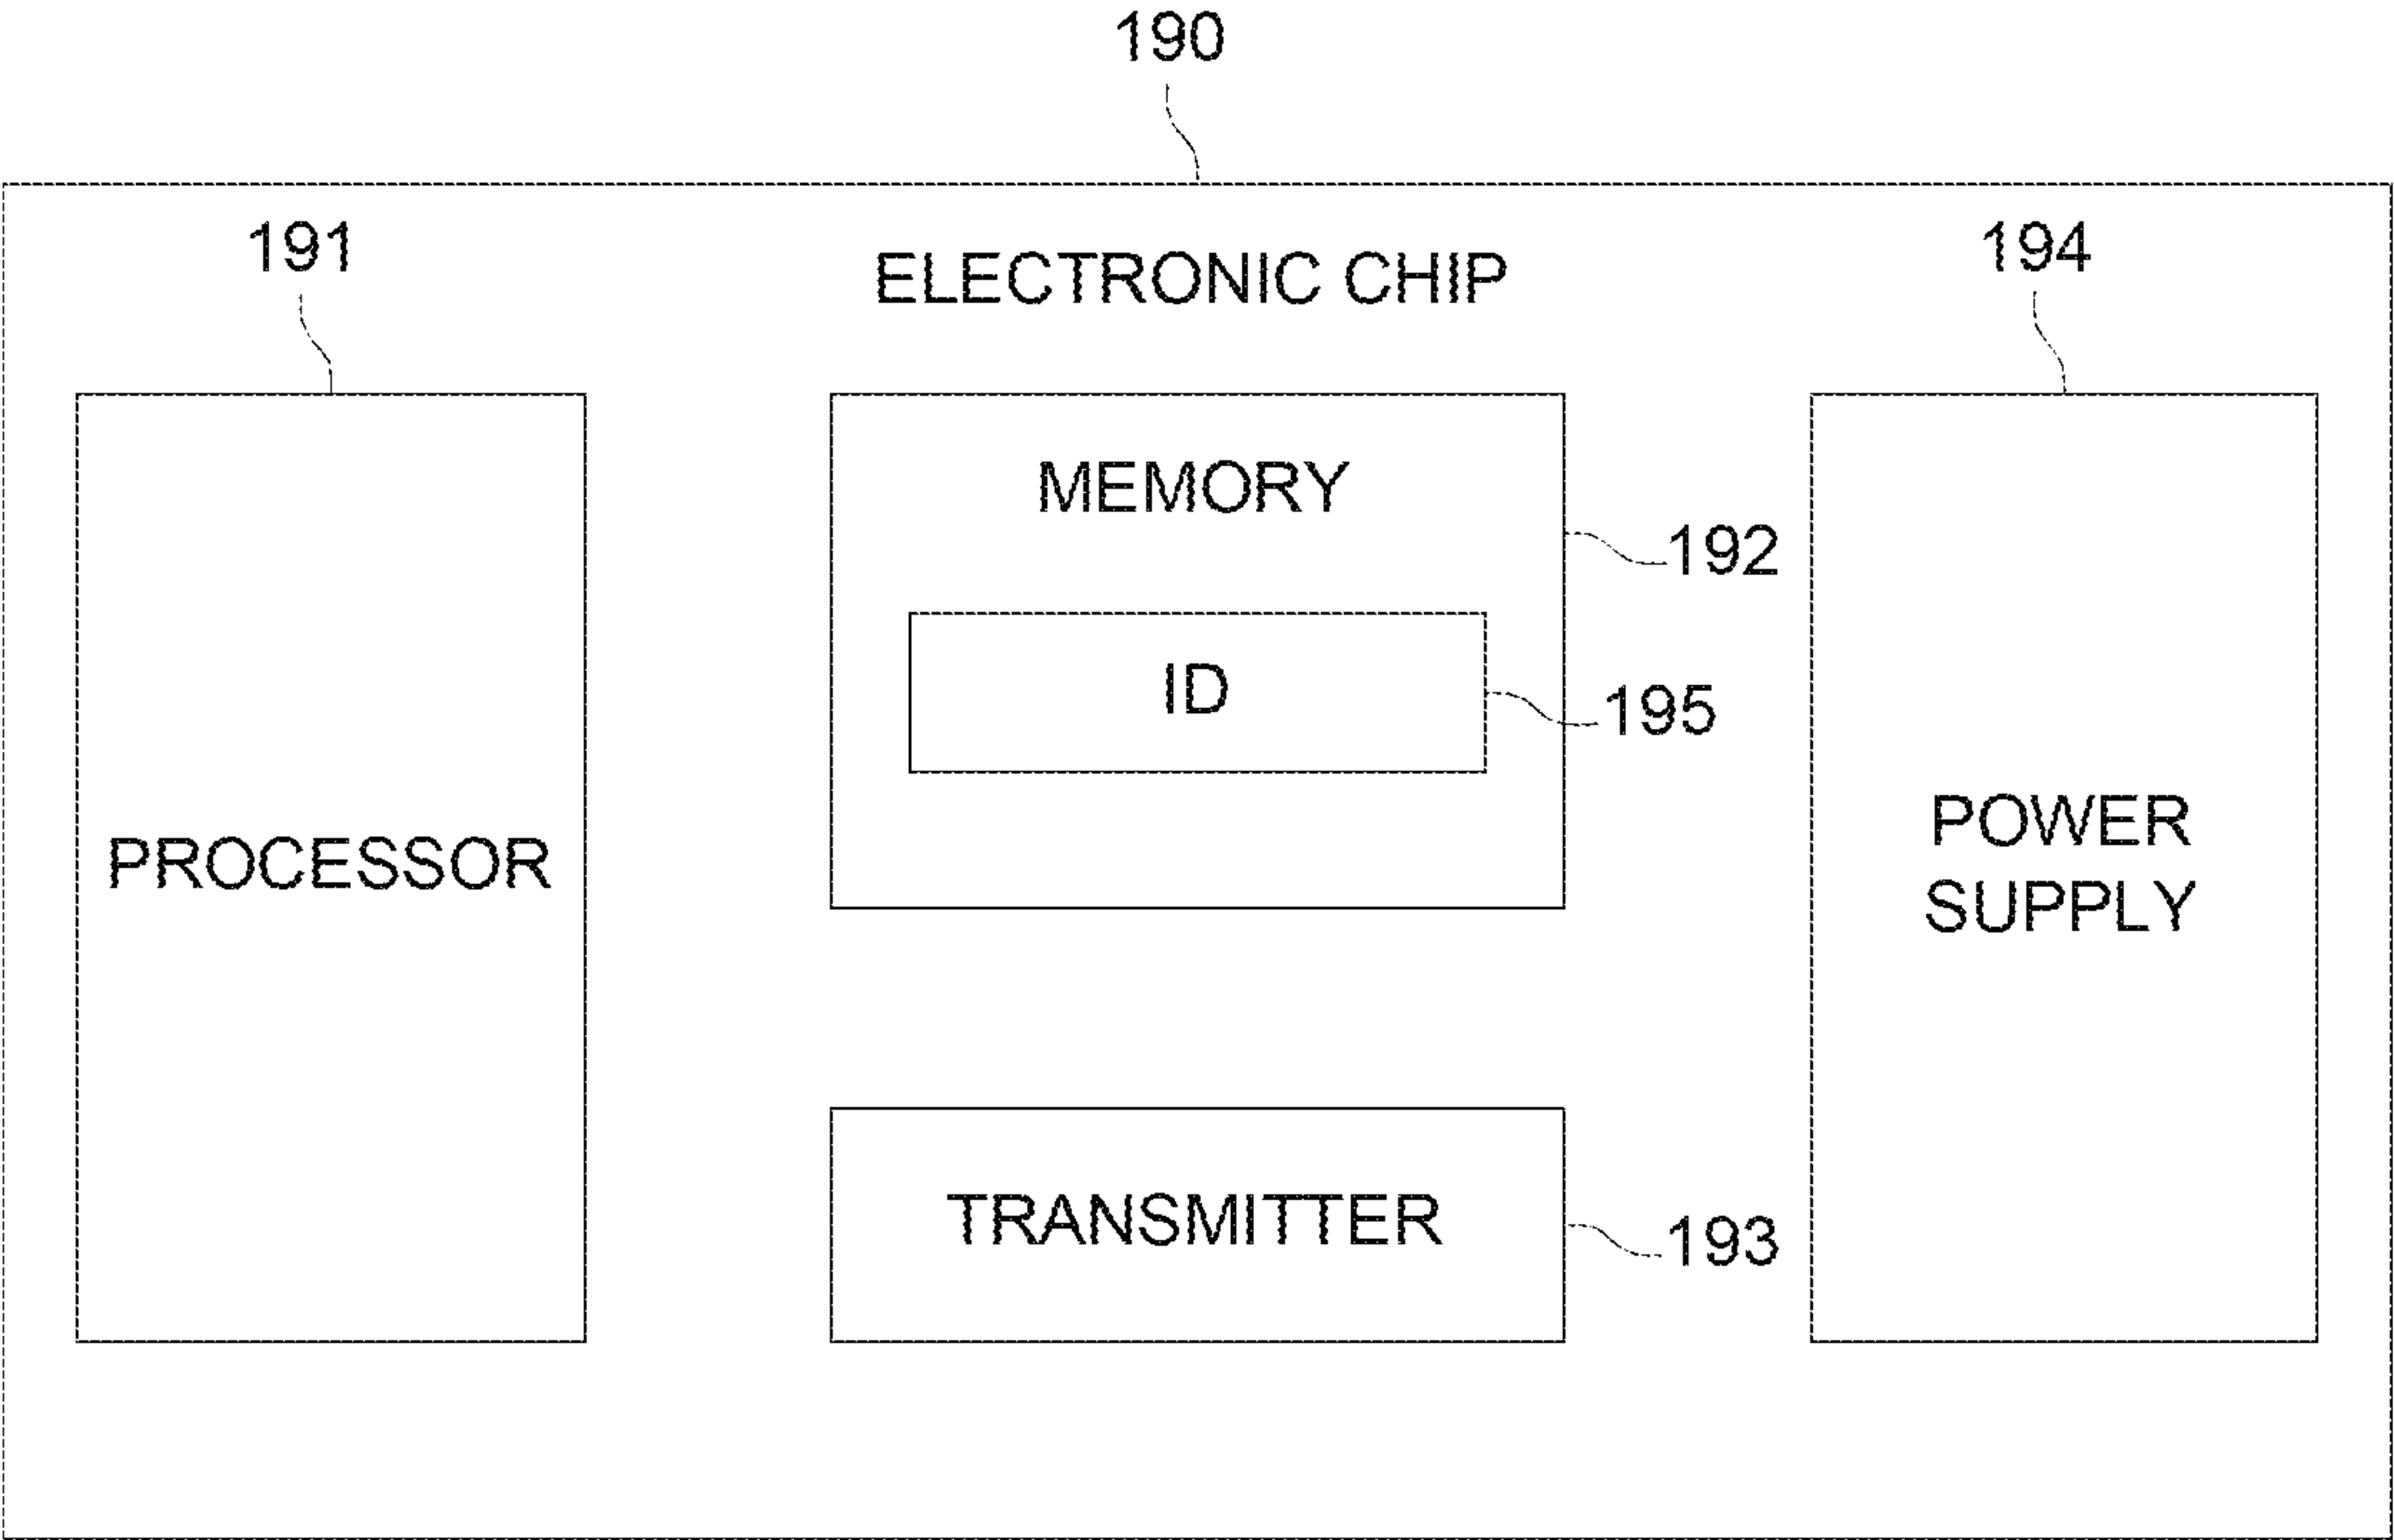 190
191
ELECTRONIC CHIP
194
MEMORY
192
ID
195
PROCESSOR
POWER
SUPPLY
TRANSMITTER
193